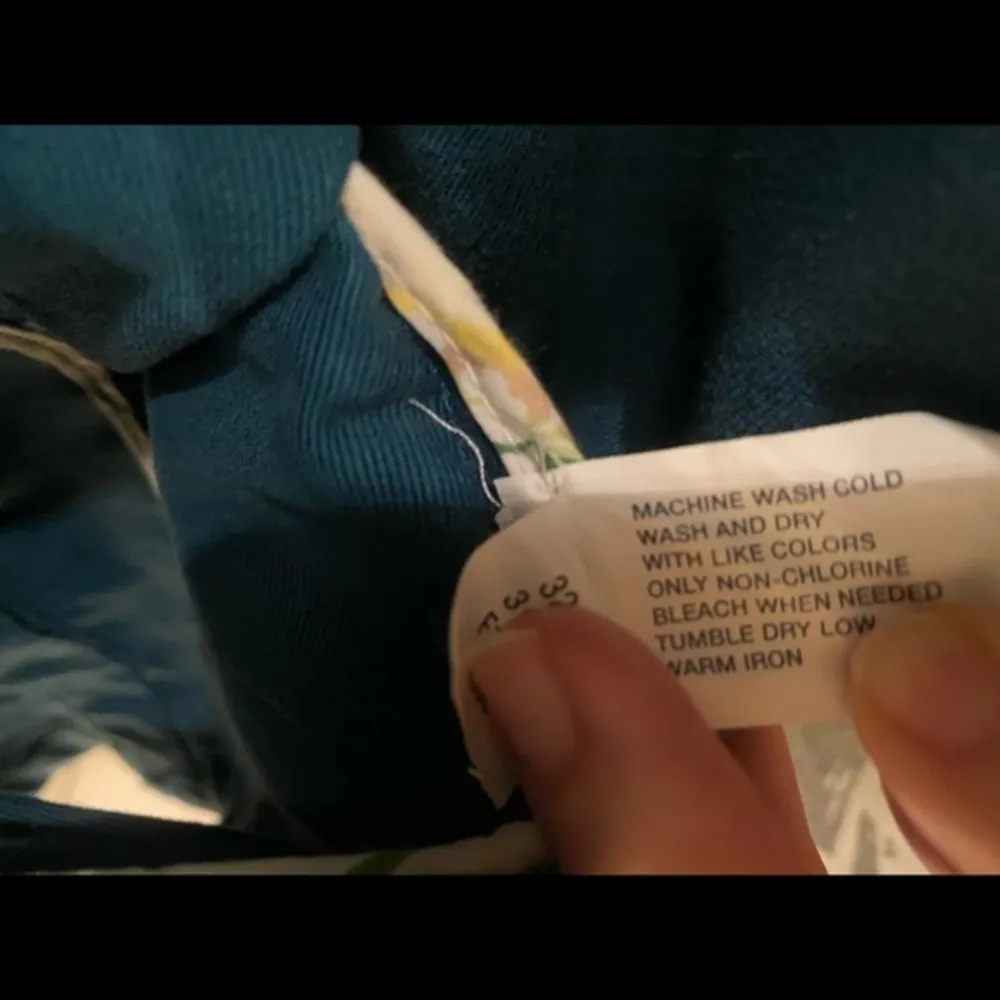 MACHINE WASH COLD
WASH AND DRY
WITH LIKE COLORS
ONLY NON-CHLORINE
BLEACH WHEN NEEDED
TUMBLE DRY LOW
WARM IRON